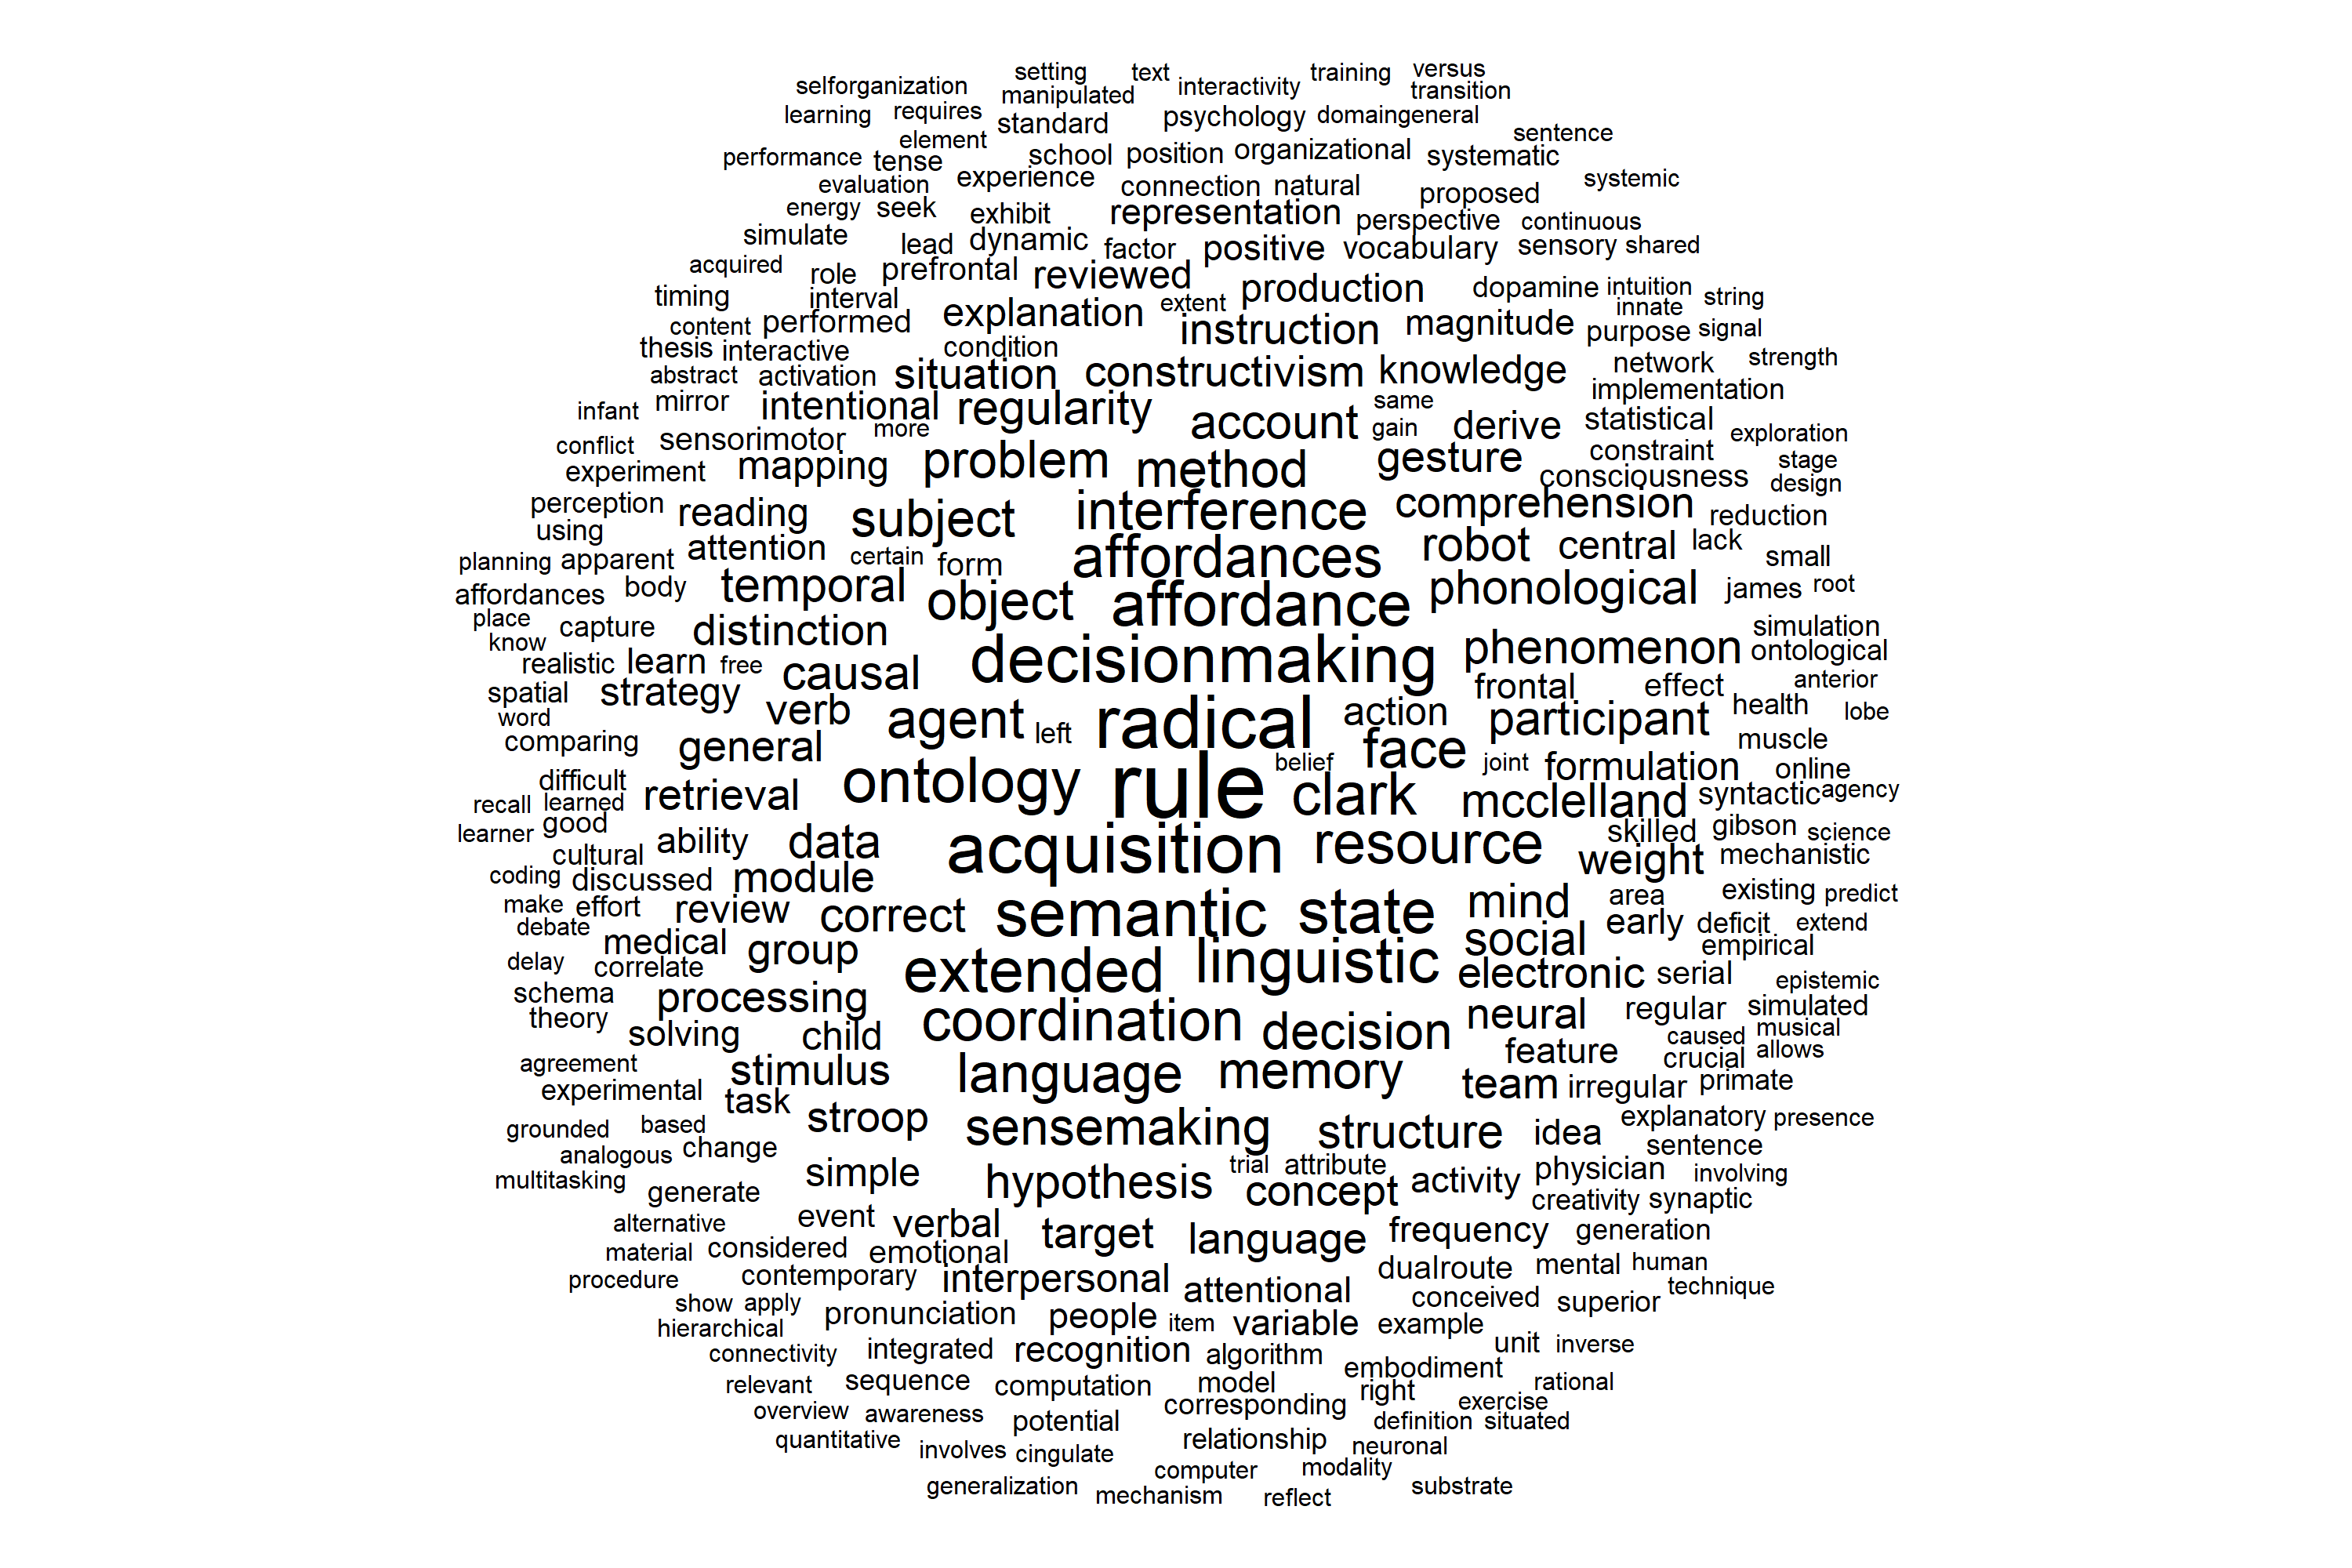 setting text training versus
selforganization manipulated interactivity transition
learning requires standard psychology domaingeneral
element sentence
performance tense school position organizational systematic
evaluation experience connection natural proposed systemic
energy seek exhibit representation perspective continuous
simulate lead dynamic factor positive vocabulary sensory shared
acquired role prefrontal reviewed production dopamine intuition
timing interval explanation extent innate string
content performed instruction magnitude purpose signal
thesis interactive condition network strength
abstract activation situation constructivism knowledge implementation
infant mirror intentional regularity account same statistical
conflict sensorimotor more gain derive constraint exploration
experiment mapping problem method gesture consciousness stage
design
perception reading subject interference comprehension reduction
using attention certain form affordances robot central lack small
planning apparent
affordances body temporal object affordance phonological james root
place capture distinction simulation
know realistic learn free causal decisionmaking phenomenon ontological
spatial strategy frontal effect anterior
word verb agent left radical action participant health lobe
comparing general face muscle
difficult ontology rule belief joint formulation online
recall learned retrieval clark mcclelland syntactic agency
learner good ability data acquisition resource skilled gibson science
cultural weight mechanistic
coding discussed module mind area existing predict
make effort review correct semantic state early deficit extend
debate medical group social empirical
delay correlate extended linguistic electronic serial epistemic
schema processing neural regular simulated
theory solving child coordination decision caused musical
agreement stimulus language memory feature crucial allows
experimental task team irregular primate
grounded based stroop sensemaking structure idea explanatory presence
analogous change sentence
multitasking simple hypothesis trial attribute activity physician involving
generate concept creativity synaptic
alternative event verbal target language frequency generation
material considered emotional dualroute mental human
procedure contemporary interpersonal attentional conceived superior technique
show apply pronunciation people item variable example
hierarchical
connectivity integrated recognition algorithm embodiment unit inverse
relevant sequence computation model right rational
overview awareness potential corresponding definition situated exercise
quantitative involves cingulate relationship neuronal
computer modality
generalization mechanism reflect substrate